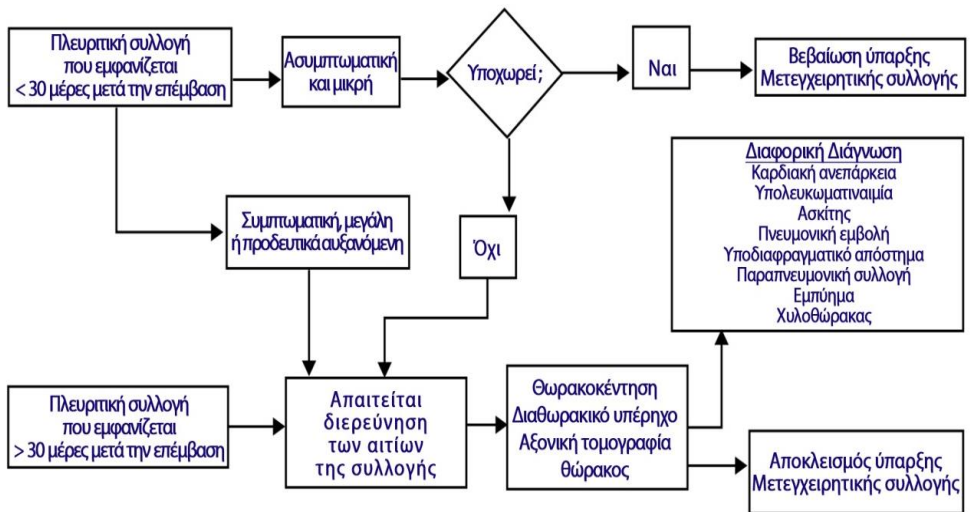 Πλευριτική συλλογή
που εμφανίζεται
< 30 μέρες μετά την επέμβαση
Ασυμπτωματική
και μικρή
Υποχωρεί;
Ναι
Βεβαίωση ύπαρξης
Μετεγχειρητικής συλλογής
Συμπτωματική, μεγάλη
ή προδευτικά αυξανόμενη
Όχι
Διαφορική Διάγνωση
Καρδιακή ανεπάρκεια
Υπολευκωματιναιμία
Ασκίτης
Πνευμονική εμβολή
Υποδιαφραγματικό απόστημα
Παραπνευμονική συλλογή
Εμπύημα
Χυλοθώρακας
Πλευριτική συλλογή
που εμφανίζεται
> 30 μέρες μετά την επέμβαση
Απαιτείται
διερεύνηση
των αιτίων
της συλλογής
Θωρακοκέντηση
Διαθωρακικό υπέρηχο
Αξονική τομογραφία
θώρακος
Αποκλεισμός ύπαρξης
Μετεγχειρητικής συλλογής